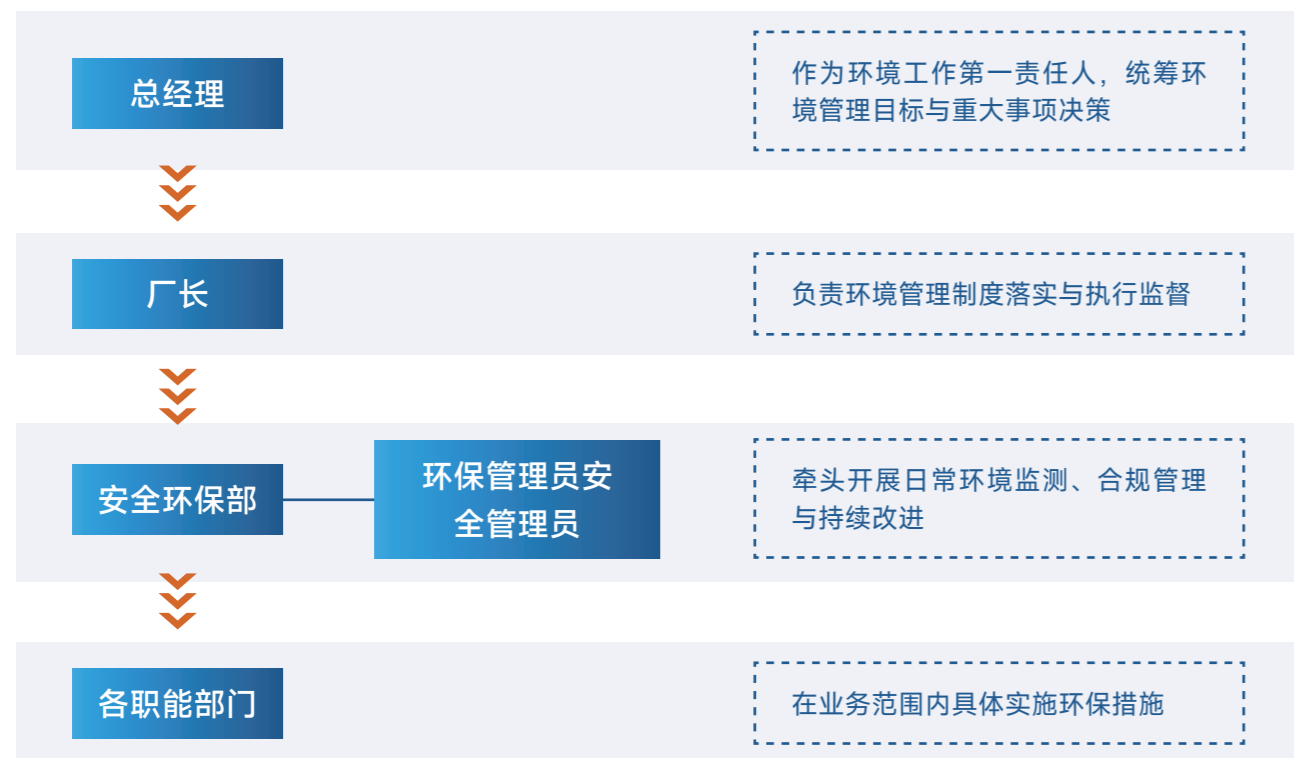 总经理
作为环境工作第一责任人，统筹环
境管理目标与重大事项决策
厂长
负责环境管理制度落实与执行监督
安全环保部
环保管理员安
全管理员
牵头开展日常环境监测、合规管理
与持续改进
各职能部门
在业务范围内具体实施环保措施